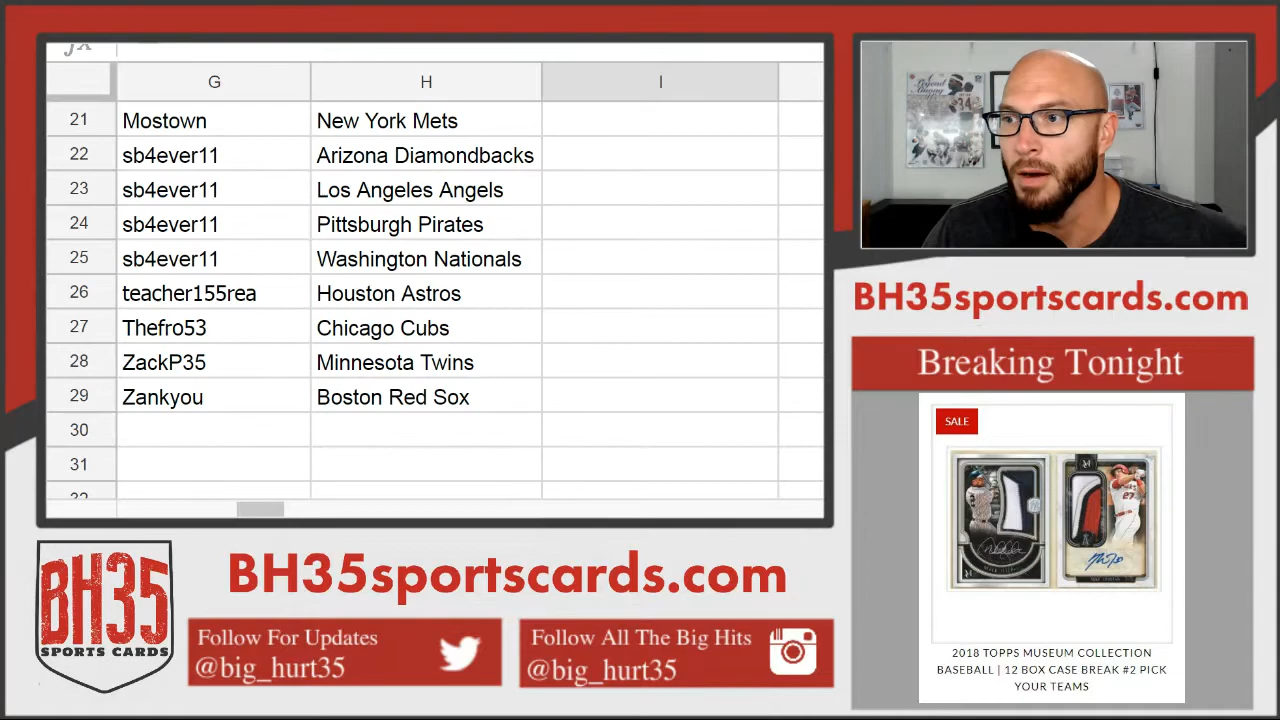 fx
G H I
21 Mostown New York Mets
22 sb4ever11 Arizona Diamondbacks
23 sb4ever11 Los Angeles Angels
24 sb4ever11 Pittsburgh Pirates
25 sb4ever11 Washington Nationals
26 teacher155rea Houston Astros
27 Thefro53 Chicago Cubs
28 ZackP35 Minnesota Twins
29 Zankyou Boston Red Sox
30
31
32
BH35sportscards.com
Breaking Tonight
SALE
27
2018 TOPPS MUSEUM COLLECTION
BASEBALL | 12 BOX CASE BREAK #2 PICK
YOUR TEAMS
BH35
SPORTS CARDS
BH35sportscards.com
Follow For Updates
@big_hurt35
Follow All The Big Hits
@big_hurt35